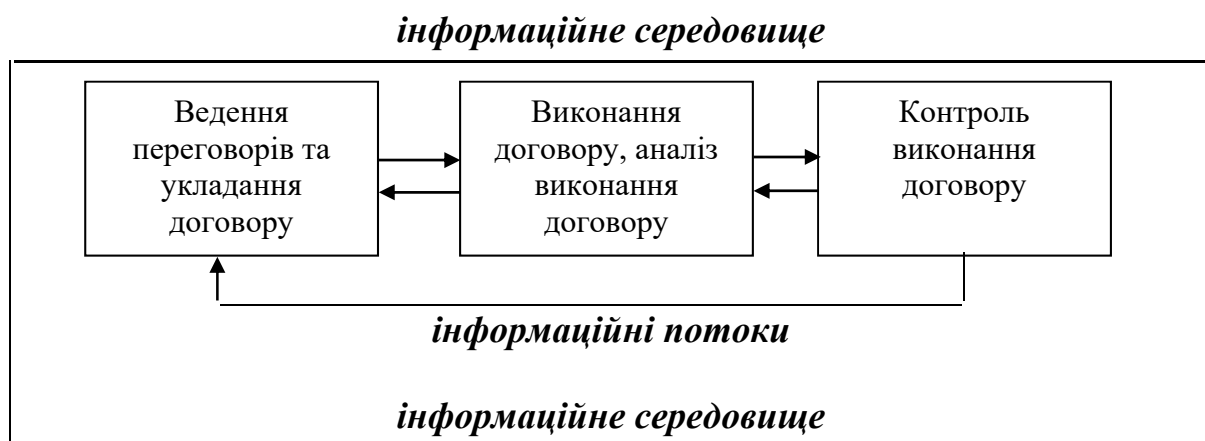 інформаційне середовище
Ведення
переговорів та
укладання
договору
Виконання
договору, аналіз
виконання
договору
Контроль
виконання
договору
інформаційні потоки
інформаційне середовище